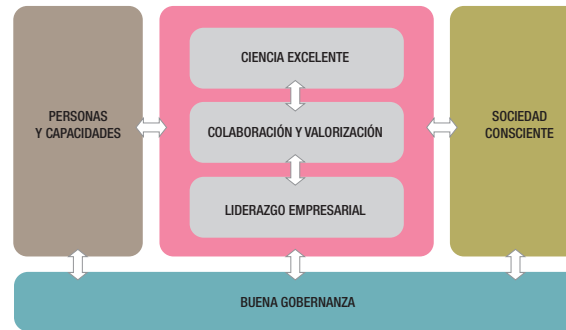 CIENCIA EXCELENTE
PERSONAS
Y CAPACIDADES
COLABORACIÓN Y VALORIZACIÓN
SOCIEDAD
CONSCIENTE
LIDERAZGO EMPRESARIAL
BUENA GOBERNANZA